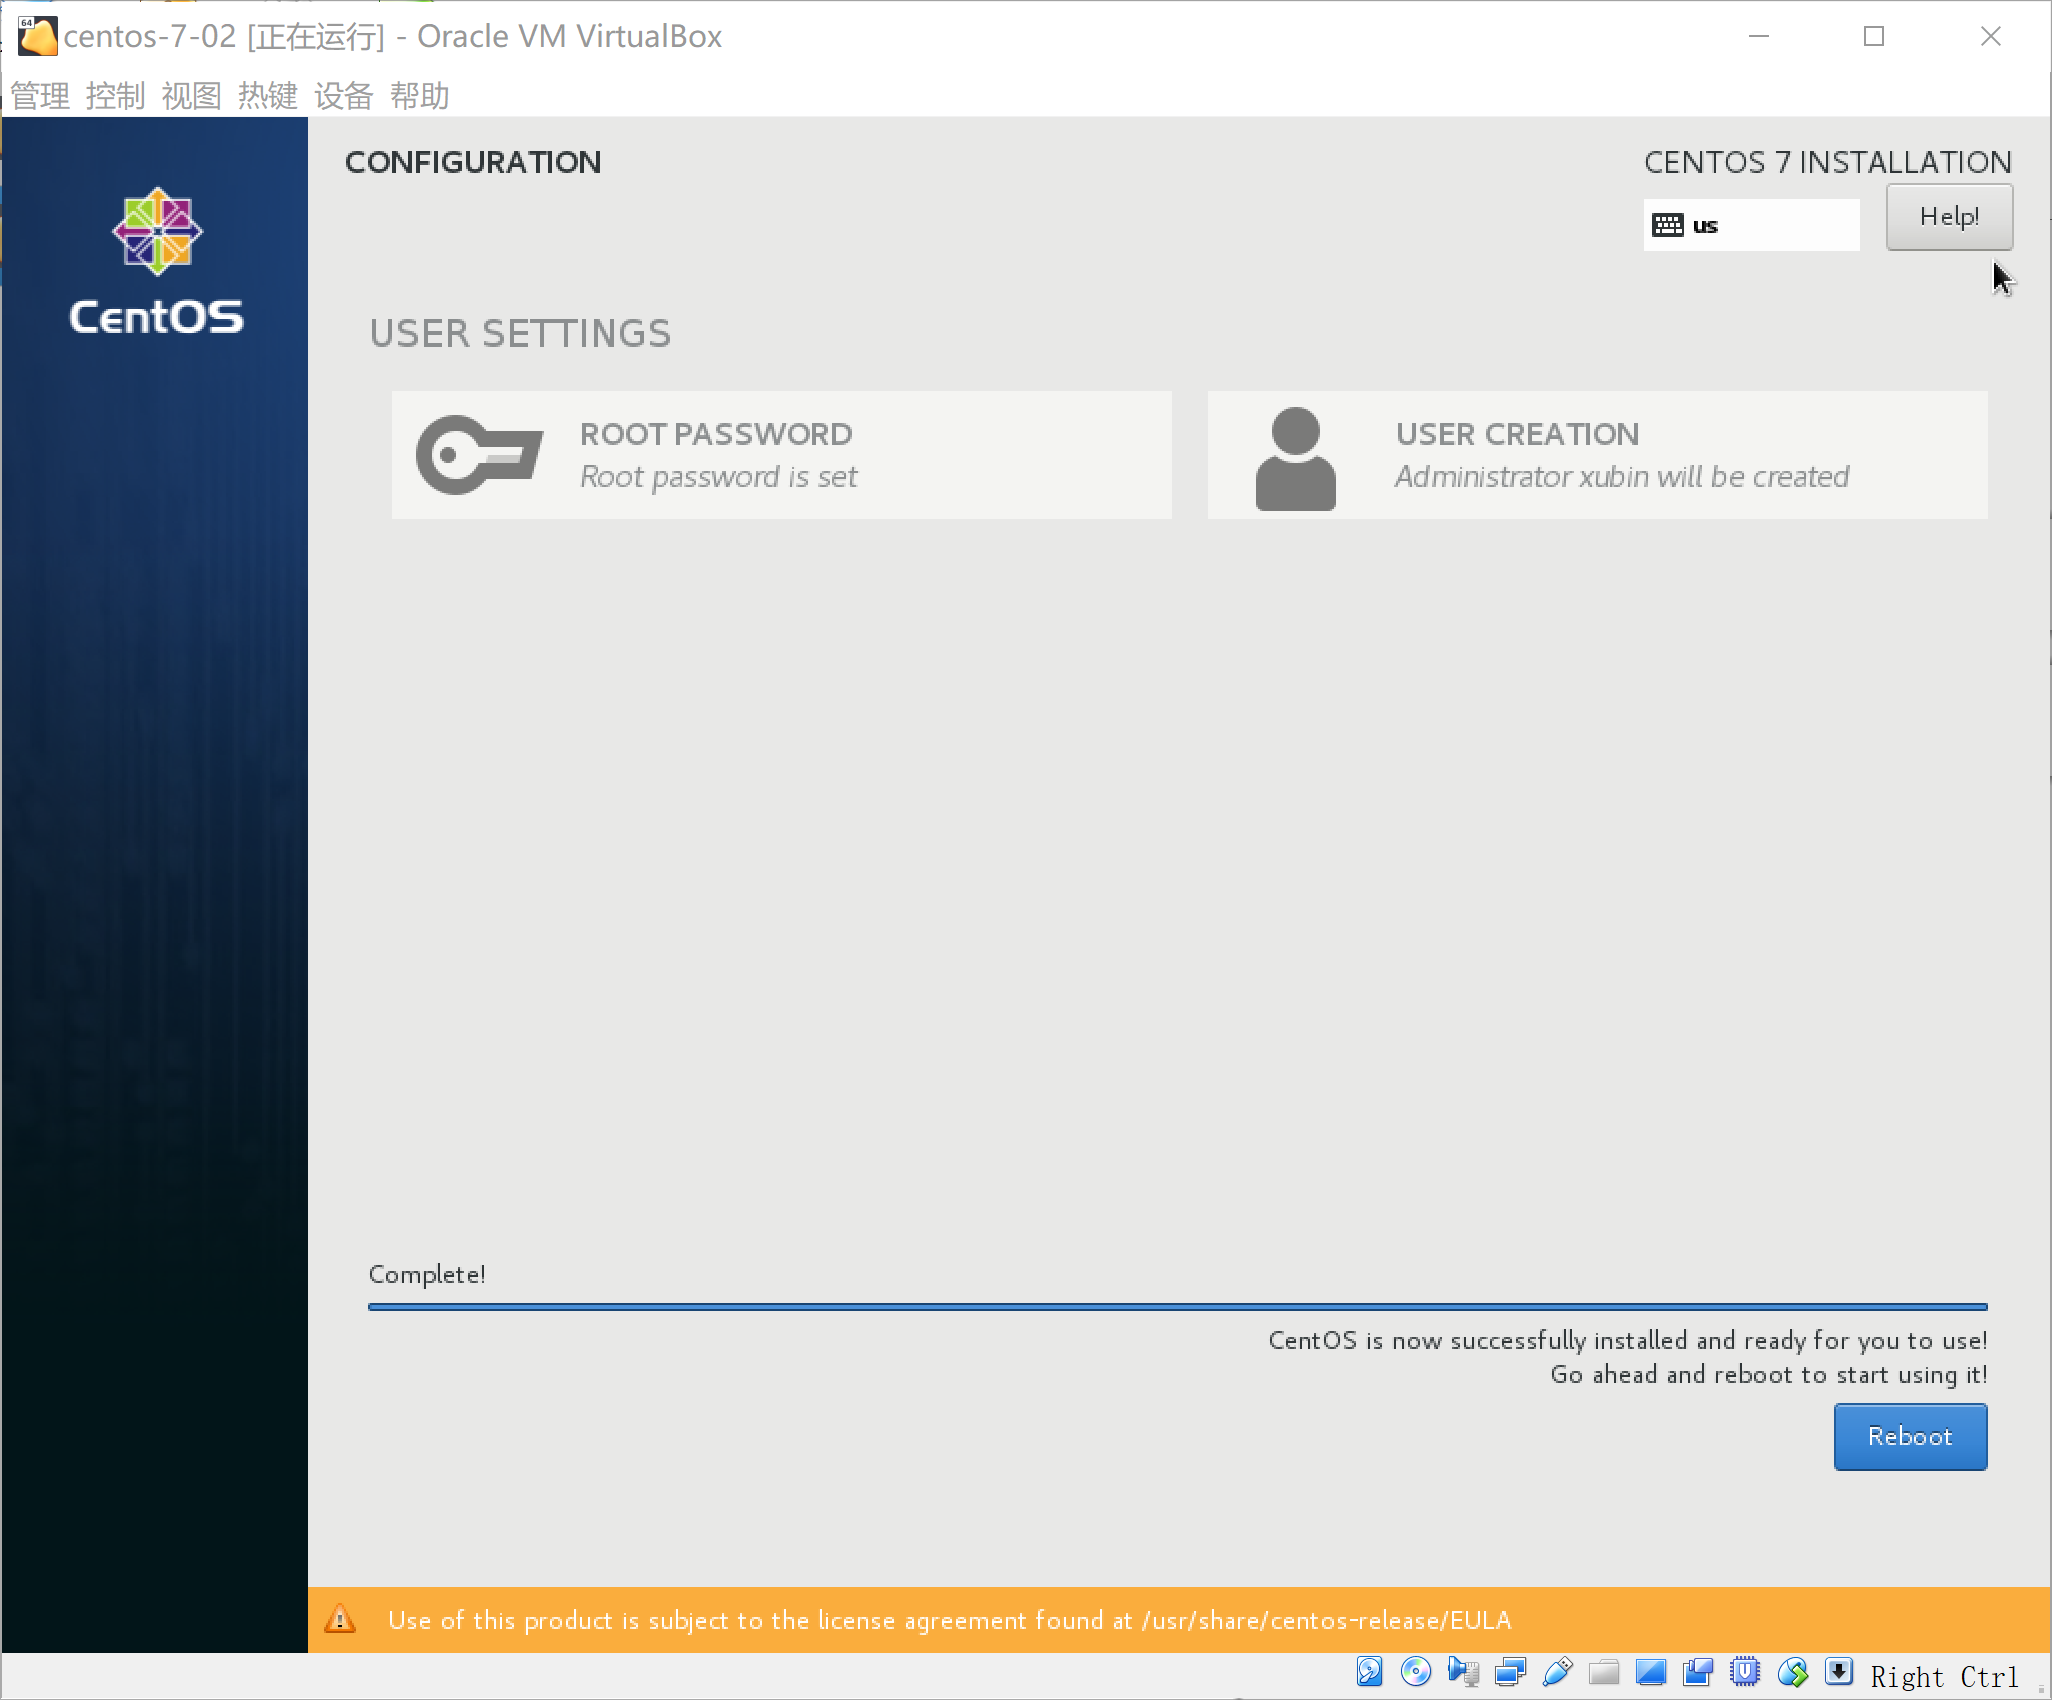 64
centos-7-02 [正在运行] - Oracle VM VirtualBox
管理 控制 视图 热键 设备 帮助
CentOS
CONFIGURATION
CENTOS 7 INSTALLATION
us
Help!
USER SETTINGS
ROOT PASSWORD
Root password is set
USER CREATION
Administrator xubin will be created
Complete!
CentOS is now successfully installed and ready for you to use!
Go ahead and reboot to start using it!
Reboot
Use of this product is subject to the license agreement found at /usr/share/centos-release/EULA
Right Ctrl